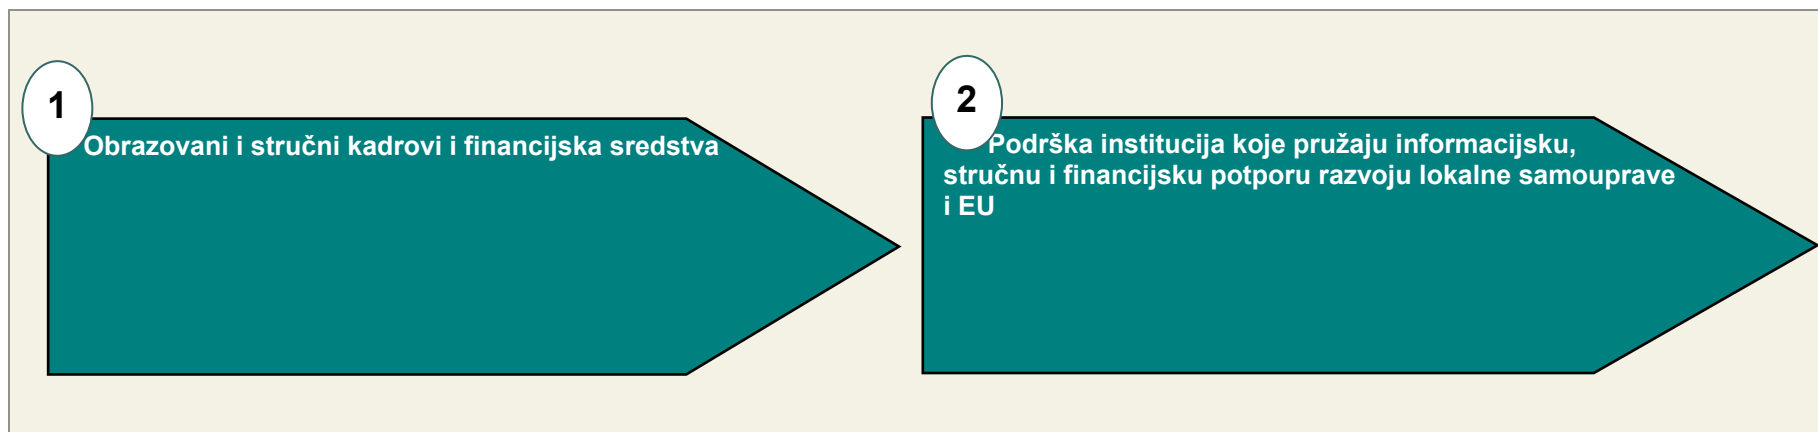 1
Obrazovani i stručni kadrovi i financijska sredstva
2
Podrška institucija koje pružaju informacijsku,
stručnu i financijsku potporu razvoju lokalne samouprave
i EU